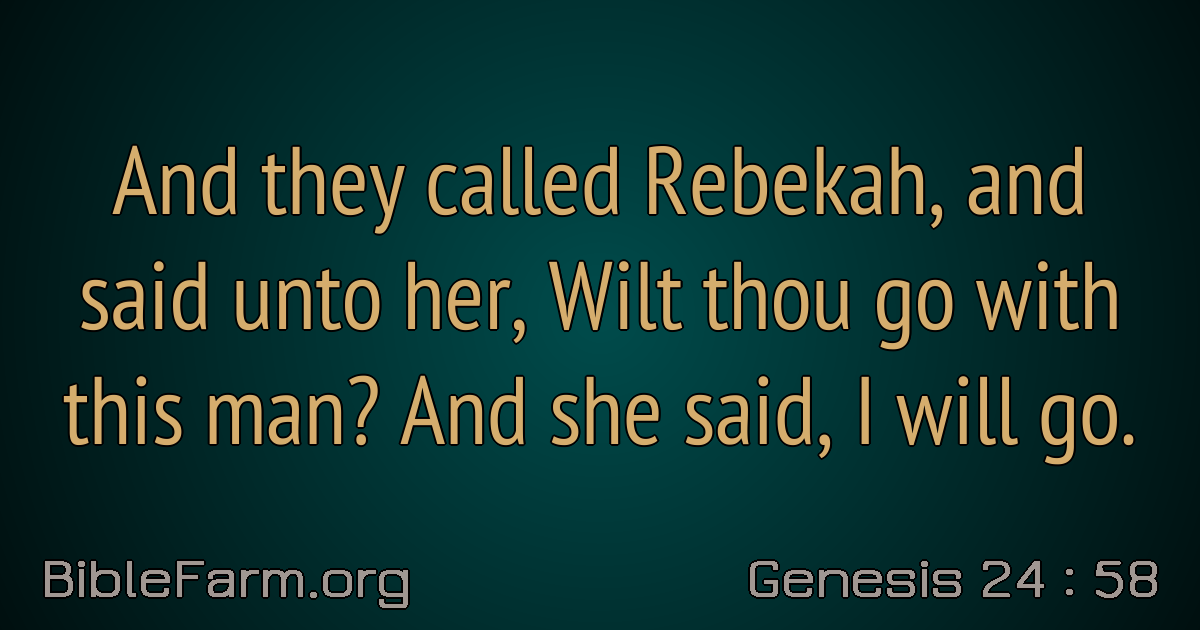 And they called Rebekah, and
said unto her, Wilt thou go with
this man? And she said, I will go.
BibleFarm.org
Genesis 24 : 58